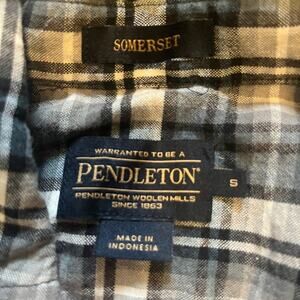 SOMERSET
WARRANTED TO BE A
PENDLETON®
PENDLETON WOOLEN MILLS
SINCE 1863
S
MADE IN
INDONESIA